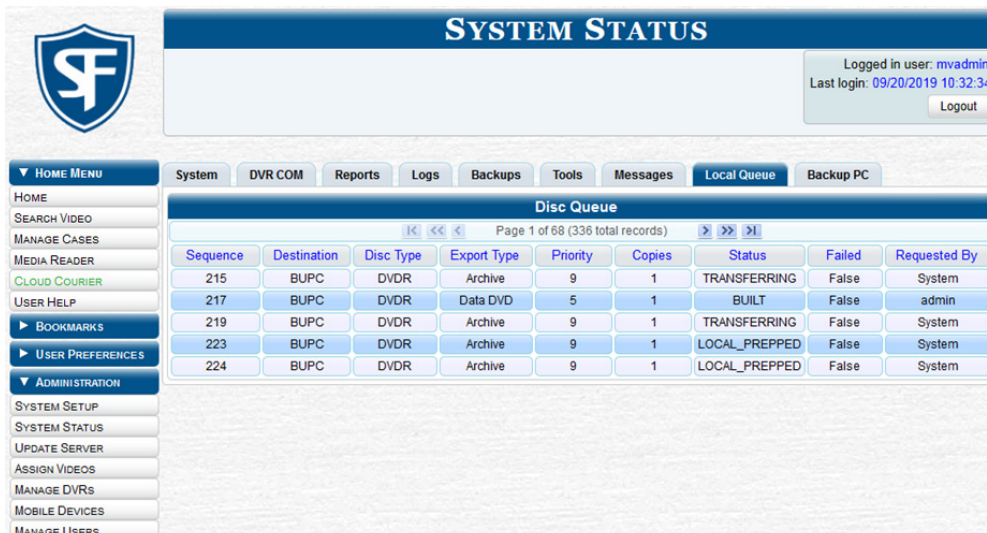 SYSTEM STATUS
SF
Logged in user: mvadmin
Last login: 09/20/2019 10:32:34
Logout
▼ HOME MENU
HOME
SEARCH VIDEO
MANAGE CASES
MEDIA READER
CLOUD COURIER
USER HELP
▶ BOOKMARKS
▶ USER PREFERENCES
▼ ADMINISTRATION
SYSTEM SETUP
SYSTEM STATUS
UPDATE SERVER
ASSIGN VIDEOS
MANAGE DVRS
MOBILE DEVICES
MANAGE USERS
System DVR COM Reports Logs Backups Tools Messages Local Queue Backup PC
Disc Queue
|< << < Page 1 of 68 (336 total records) > >> >|
Sequence Destination Disc Type Export Type Priority Copies Status Failed Requested By
215 BUPC DVDR Archive 9 1 TRANSFERRING False System
217 BUPC DVDR Data DVD 5 1 BUILT False admin
219 BUPC DVDR Archive 9 1 TRANSFERRING False System
223 BUPC DVDR Archive 9 1 LOCAL_PREPPED False System
224 BUPC DVDR Archive 9 1 LOCAL_PREPPED False System